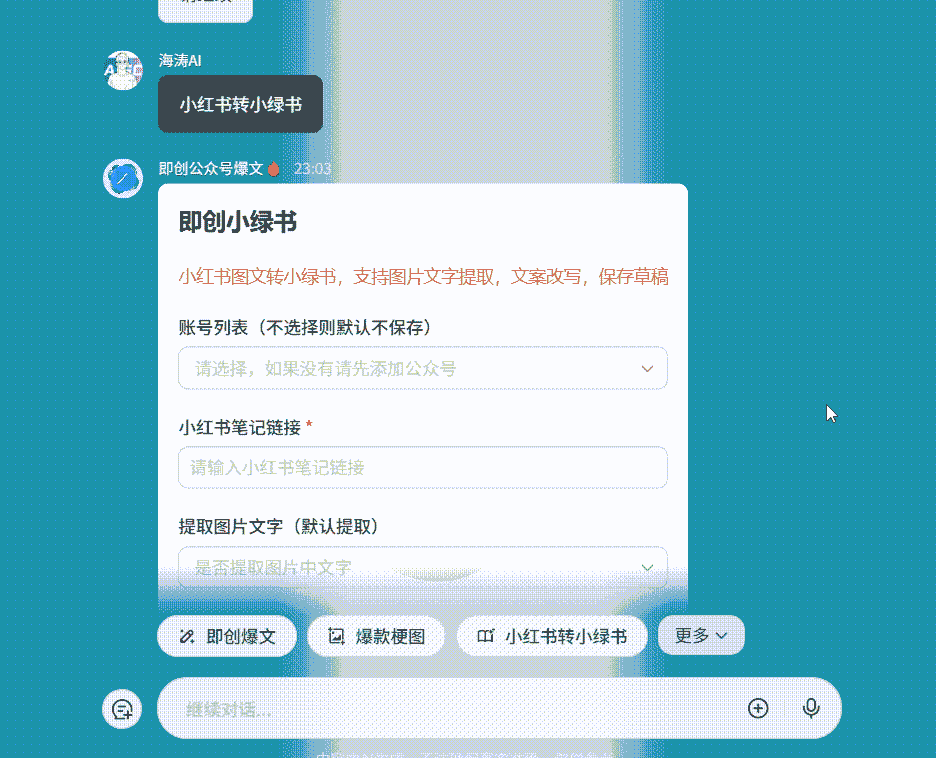 海涛AI
小红书转小绿书
即创公众号爆文 23:03
即创小绿书
小红书图文转小绿书，支持图片文字提取，文案改写，保存草稿
账号列表（不选择则默认不保存）
请选择，如果没有请先添加公众号
小红书笔记链接 *
请输入小红书笔记链接
提取图片文字（默认提取）
是否提取图片中文字
即创爆文 爆款梗图 小红书转小绿书 更多
继续对话...